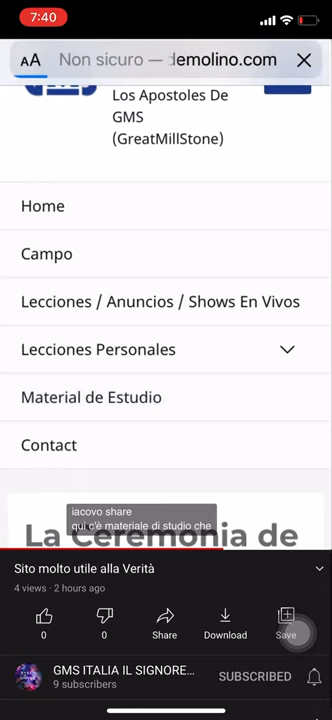 7:40
AA Non sicuro — demolino.com
Los Apostoles De
GMS
(GreatMillStone)
Home
Campo
Lecciones / Anuncios / Shows En Vivos
Lecciones Personales
Material de Estudio
Contact
La Ceremonia de
iacovo share
qui c'è materiale di studio che
Sito molto utile alla Verità
4 views · 2 hours ago
0
0
Share
Download
Save
GMS ITALIA IL SIGNORE...
SUBSCRIBED
9 subscribers